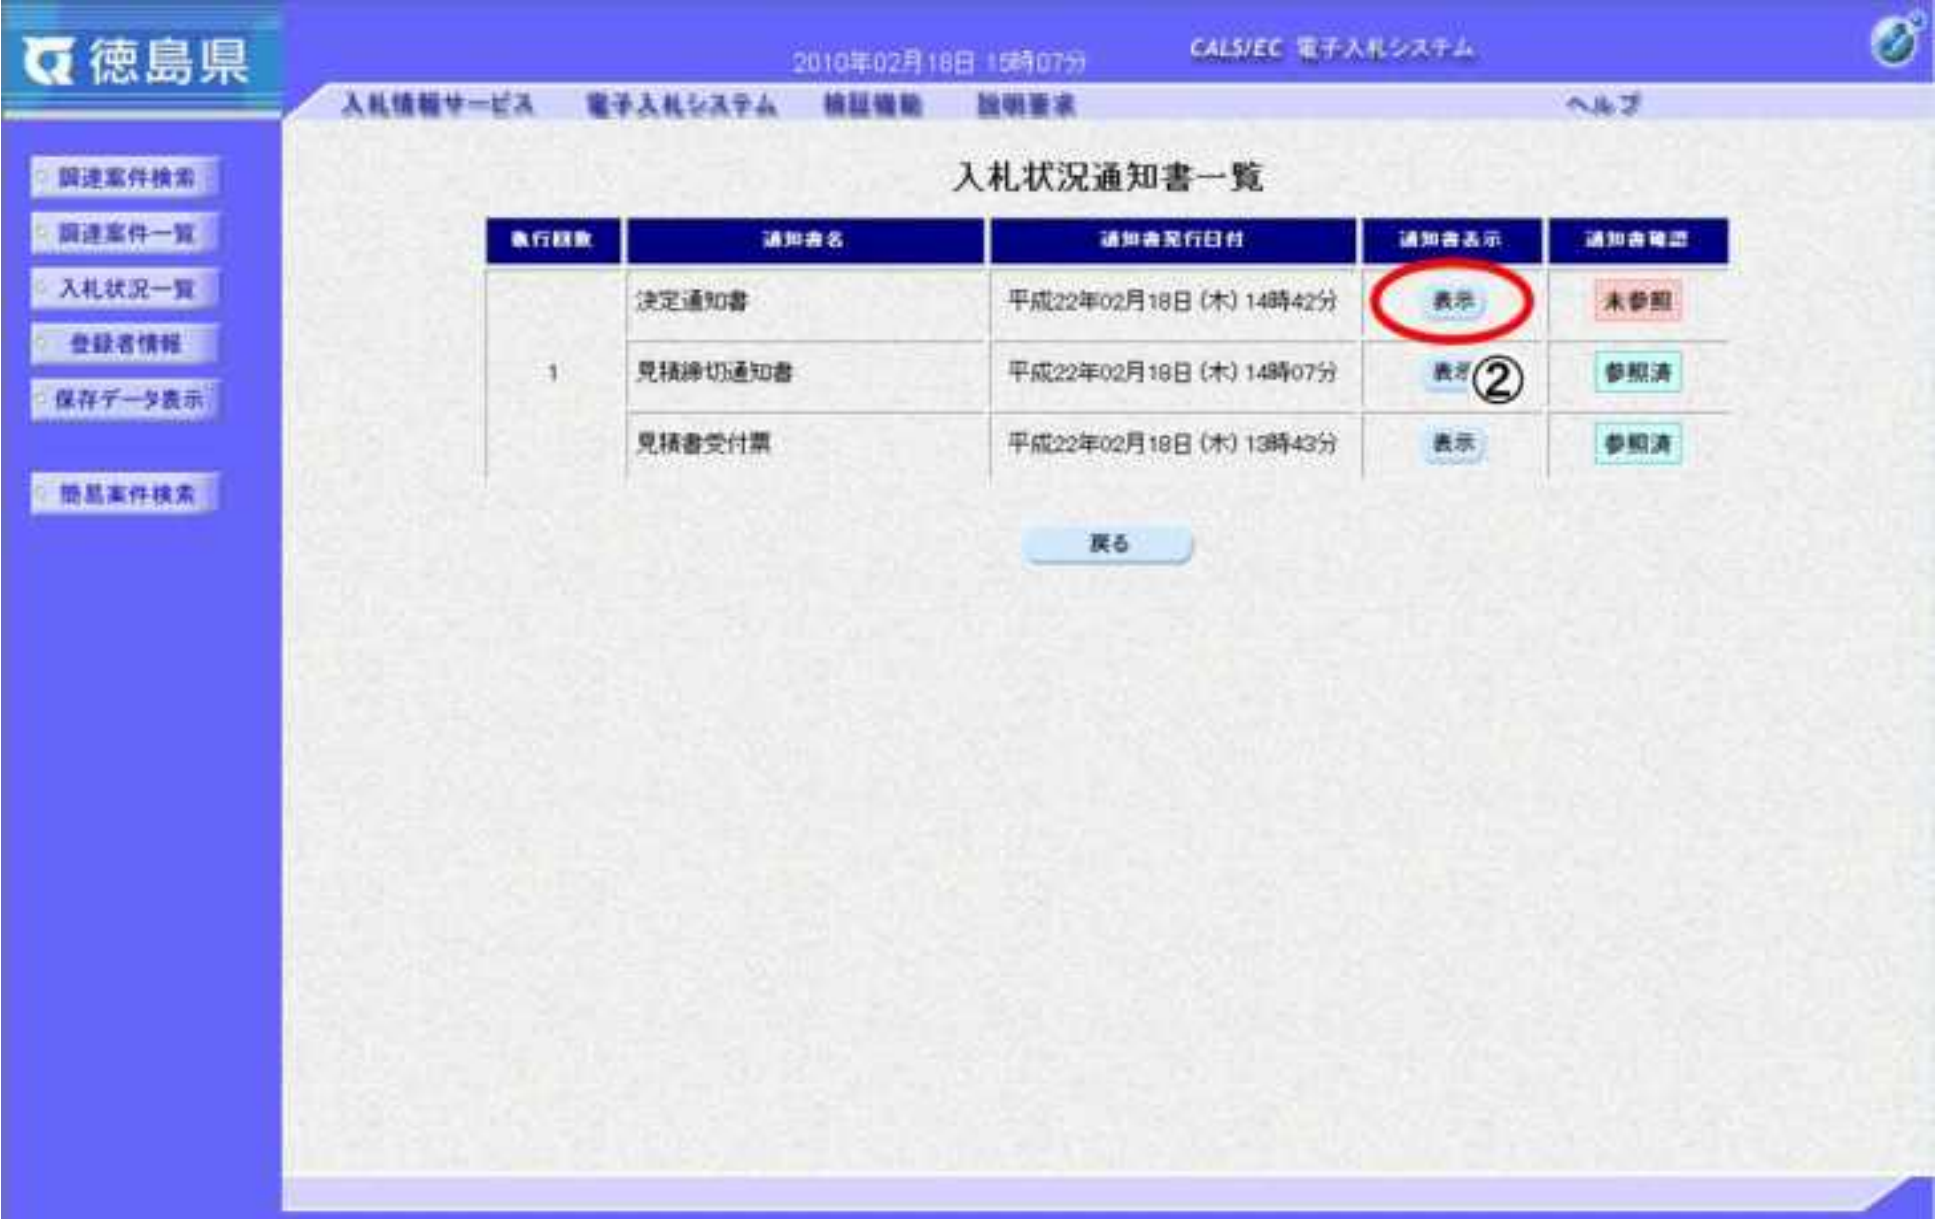 徳島県
2010年02月18日 15時07分
CALS/EC 電子入札システム
入札情報サービス 電子入札システム 検証機能 説明要求 ヘルプ
調達案件検索
調達案件一覧
入札状況一覧
登録者情報
保存データ表示
簡易案件検索
入札状況通知書一覧
執行回数 通知書名 通知書発行日付 通知書表示 通知書確認
決定通知書 平成22年02月18日 (木) 14時42分 表示 未参照
1 見積締切通知書 平成22年02月18日 (木) 14時07分 表示 ② 参照済
見積書受付票 平成22年02月18日 (木) 13時43分 表示 参照済
戻る